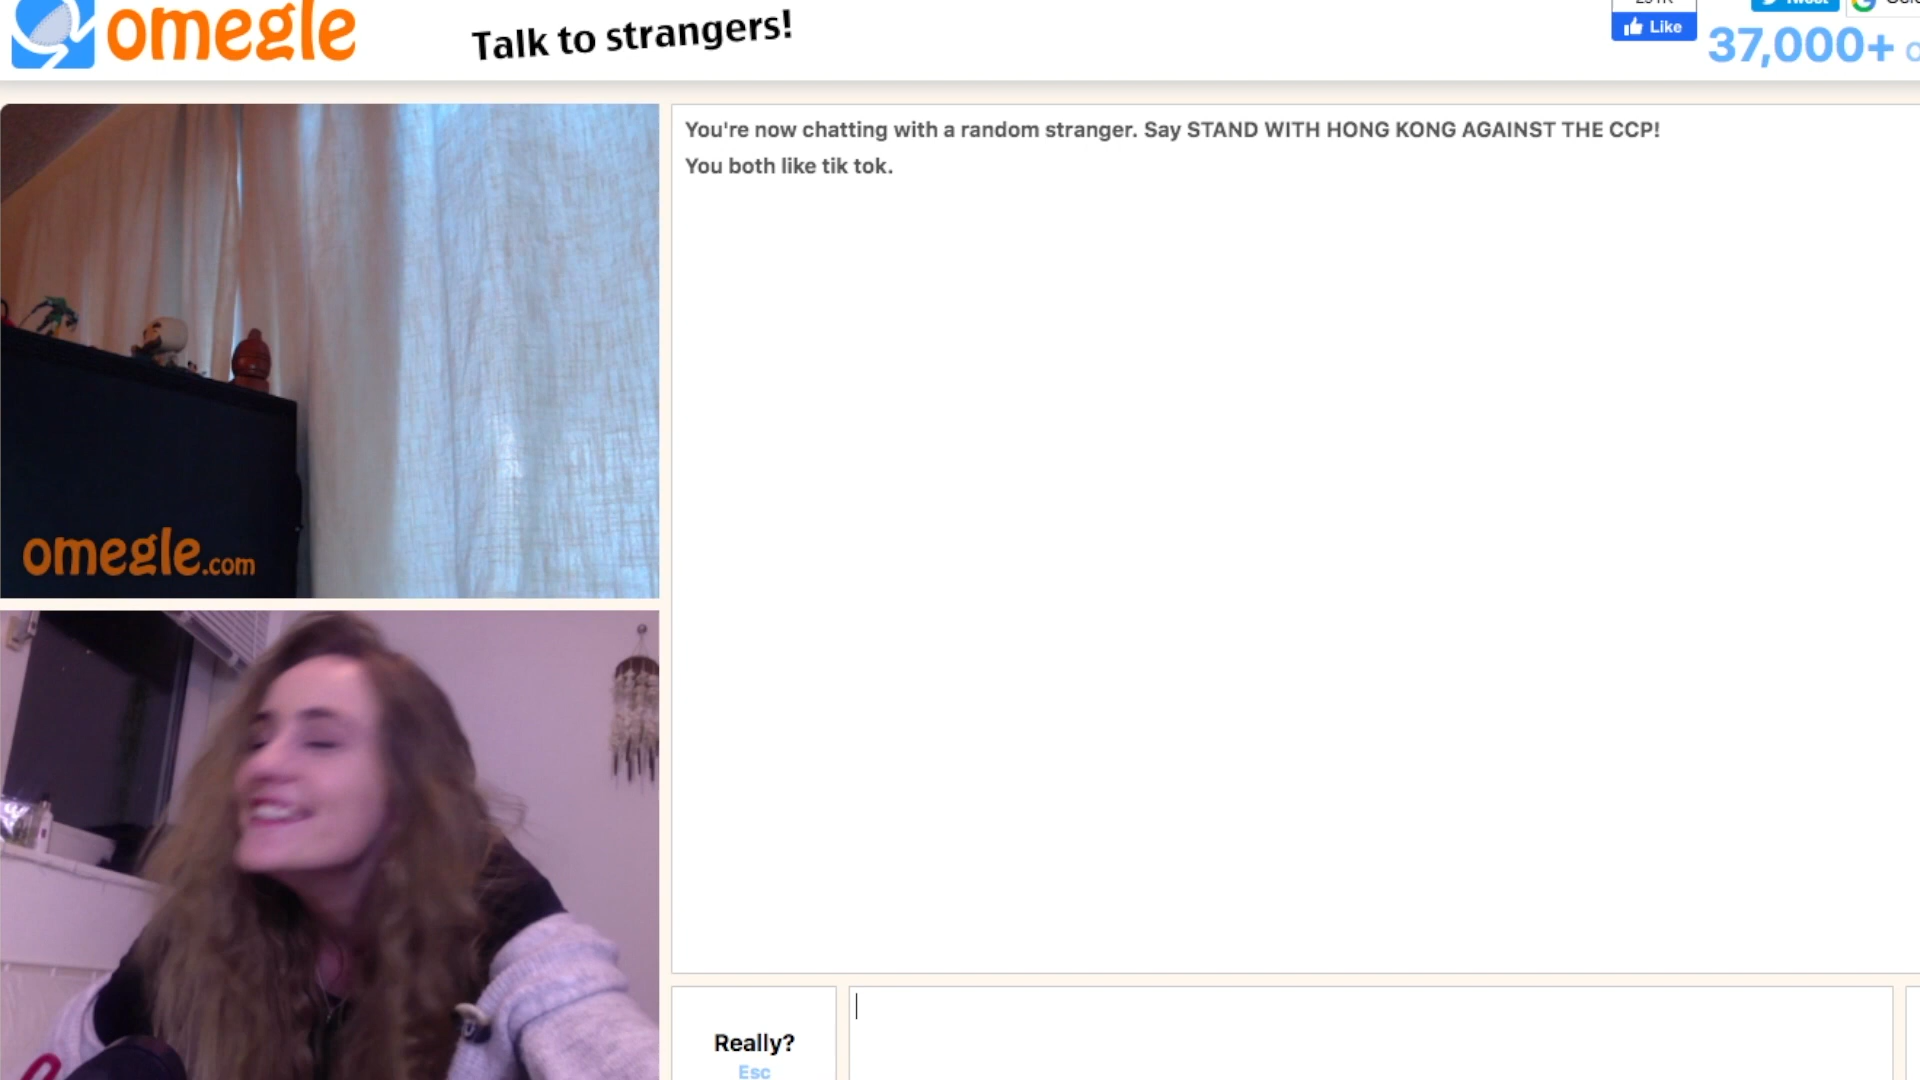 omegle
Talk to strangers!
Like
Tweet
37,000+
You're now chatting with a random stranger. Say STAND WITH HONG KONG AGAINST THE CCP!
You both like tik tok.
omegle.com
Really?
Esc